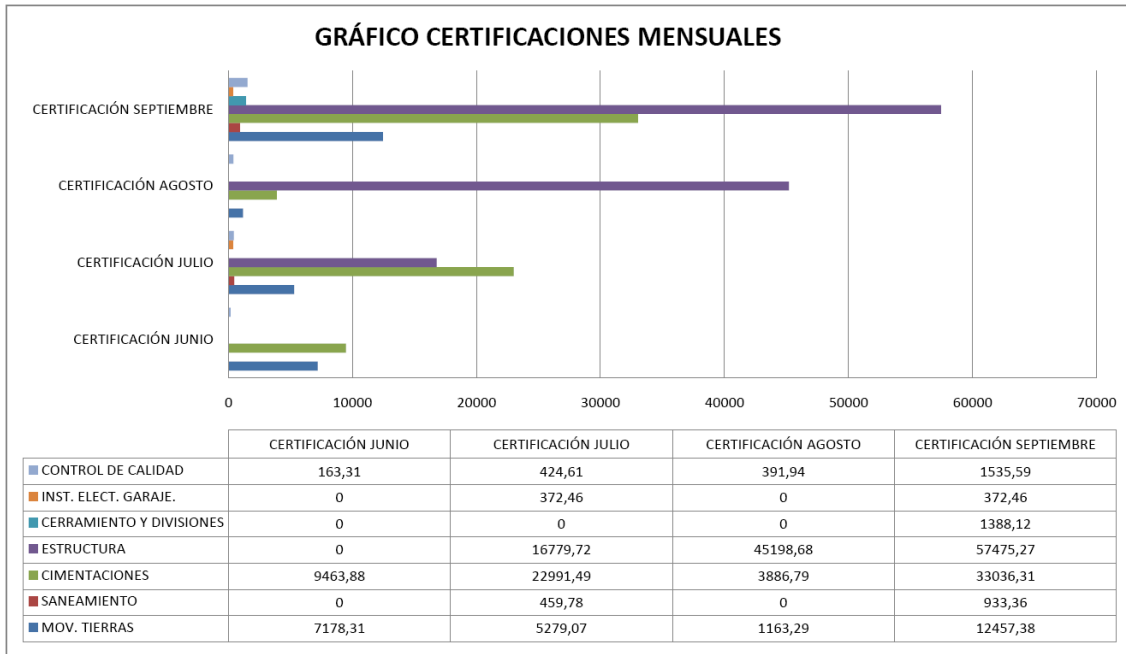 GRÁFICO CERTIFICACIONES MENSUALES
CERTIFICACIÓN SEPTIEMBRE
CERTIFICACIÓN AGOSTO
CERTIFICACIÓN JULIO
CERTIFICACIÓN JUNIO
0 10000 20000 30000 40000 50000 60000 70000
CERTIFICACIÓN JUNIO CERTIFICACIÓN JULIO CERTIFICACIÓN AGOSTO CERTIFICACIÓN SEPTIEMBRE
CONTROL DE CALIDAD 163,31 424,61 391,94 1535,59
INST. ELECT. GARAJE. 0 372,46 0 372,46
CERRAMIENTO Y DIVISIONES 0 0 0 1388,12
ESTRUCTURA 0 16779,72 45198,68 57475,27
CIMENTACIONES 9463,88 22991,49 3886,79 33036,31
SANEAMIENTO 0 459,78 0 933,36
MOV. TIERRAS 7178,31 5279,07 1163,29 12457,38